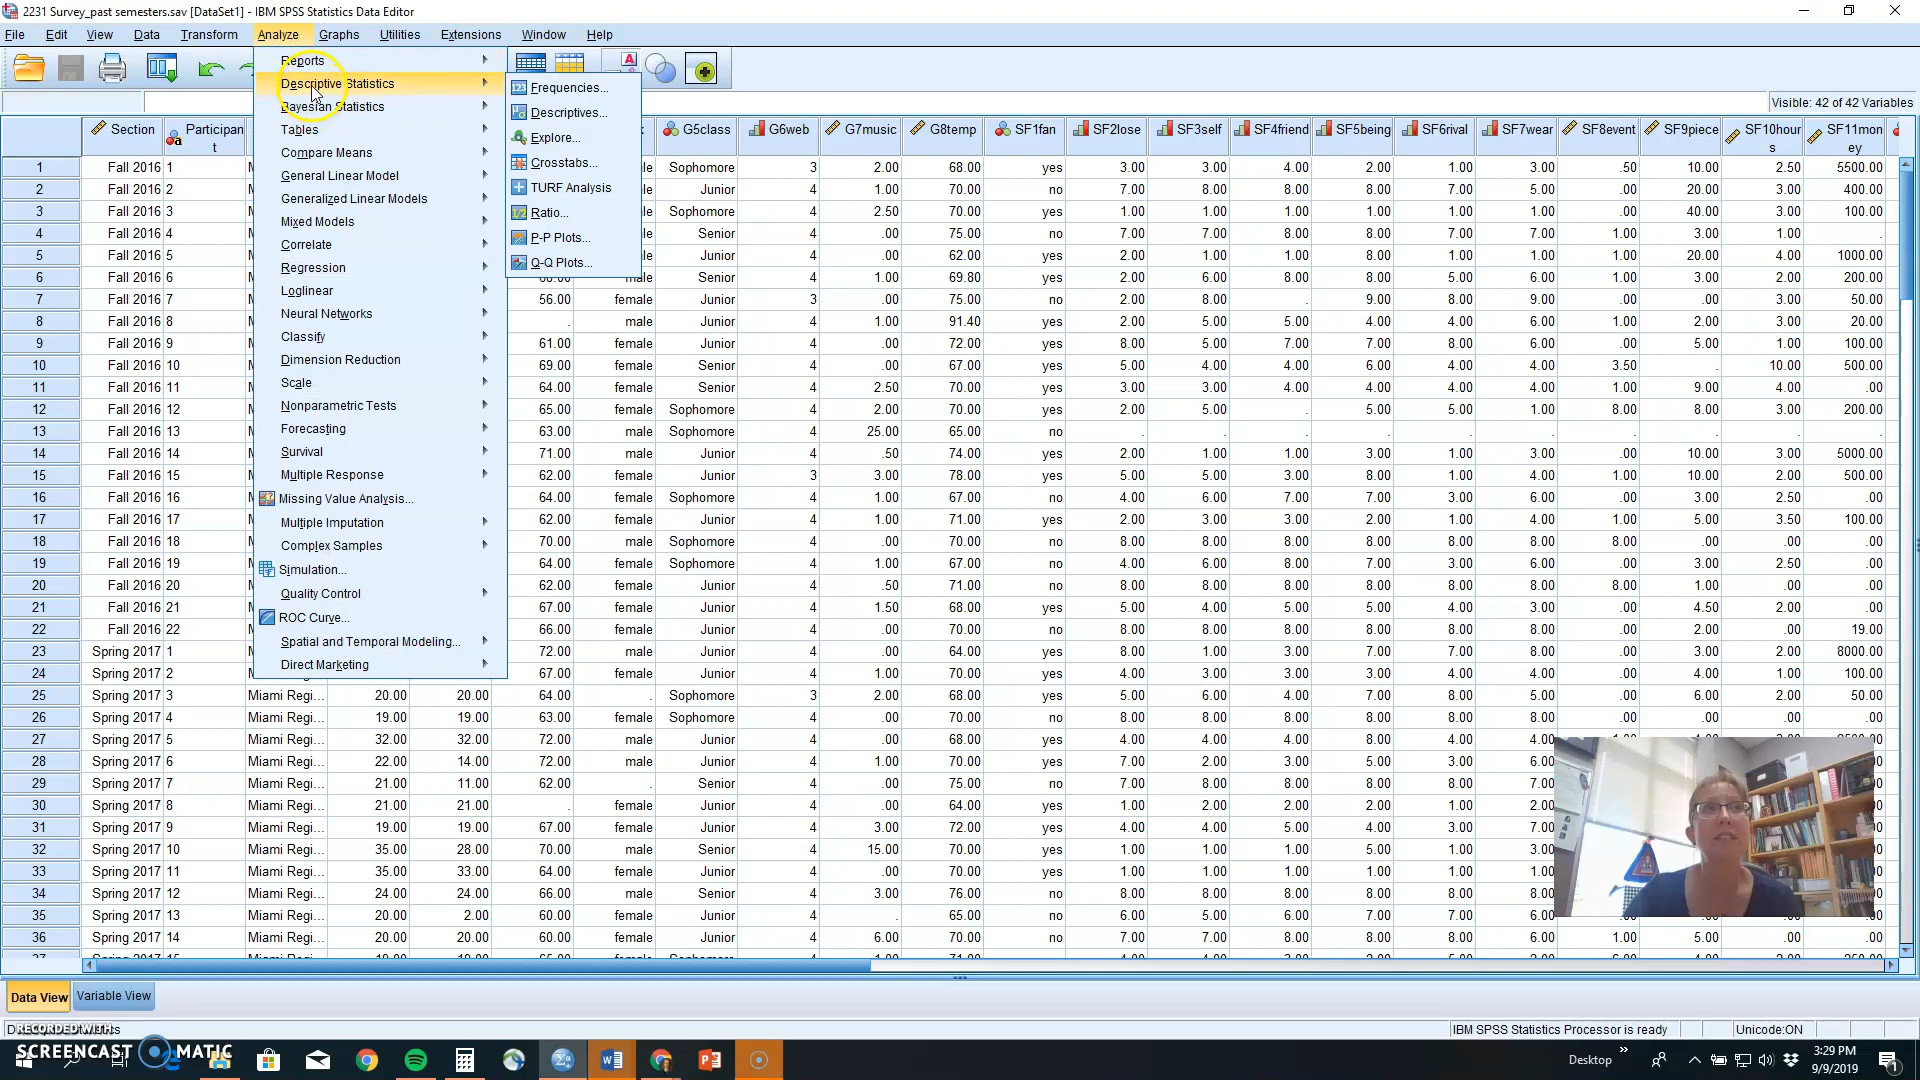 2231 Survey_past semesters.sav [DataSet1] - IBM SPSS Statistics Data Editor
File Edit View Data Transform Analyze Graphs Utilities Extensions Window Help
Reports
Descriptive Statistics
Bayesian Statistics
Tables
Compare Means
General Linear Model
Generalized Linear Models
Mixed Models
Correlate
Regression
Loglinear
Neural Networks
Classify
Dimension Reduction
Scale
Nonparametric Tests
Forecasting
Survival
Multiple Response
Missing Value Analysis...
Multiple Imputation
Complex Samples
Simulation...
Quality Control
ROC Curve...
Spatial and Temporal Modeling...
Direct Marketing
Frequencies...
Descriptives...
Explore...
Crosstabs...
TURF Analysis
Ratio...
P-P Plots...
Q-Q Plots...
Visible: 42 of 42 Variables
Section Participant G5class G6web G7music G8temp SF1fan SF2lose SF3self SF4friend SF5being SF6rival SF7wear SF8event SF9piece SF10hours SF11money
1 Fall 2016 1 Sophomore 3 2.00 68.00 yes 3.00 3.00 4.00 2.00 1.00 3.00 .50 10.00 2.50 5500.00
2 Fall 2016 2 Junior 4 1.00 70.00 no 7.00 8.00 8.00 8.00 7.00 5.00 .00 20.00 3.00 400.00
3 Fall 2016 3 Sophomore 4 2.50 70.00 yes 1.00 1.00 1.00 1.00 1.00 1.00 .00 40.00 3.00 100.00
4 Fall 2016 4 Senior 4 .00 75.00 no 7.00 7.00 8.00 8.00 7.00 9.00 1.00 3.00 1.00 .
5 Fall 2016 5 Junior 4 .00 62.00 yes 2.00 1.00 1.00 1.00 1.00 1.00 .00 20.00 4.00 1000.00
6 Fall 2016 6 Senior 4 1.00 69.80 yes 2.00 6.00 8.00 8.00 4.00 4.00 1.00 3.00 2.00 200.00
7 Fall 2016 7 56.00 female Junior 3 .00 75.00 no 2.00 8.00 . 9.00 8.00 9.00 .00 .00 3.00 50.00
8 Fall 2016 8 . male Junior 4 1.00 91.40 yes 2.00 5.00 5.00 4.00 4.00 6.00 1.00 2.00 3.00 20.00
9 Fall 2016 9 61.00 female Junior 4 .00 72.00 yes 8.00 5.00 7.00 7.00 8.00 6.00 .00 5.00 1.00 100.00
10 Fall 2016 10 69.00 female Senior 4 .00 67.00 no 5.00 4.00 4.00 6.00 4.00 4.00 3.50 . 10.00 500.00
11 Fall 2016 11 64.00 female Senior 4 2.50 70.00 yes 3.00 3.00 4.00 4.00 4.00 4.00 1.00 9.00 4.00 .00
12 Fall 2016 12 65.00 female Sophomore 4 2.00 70.00 yes 2.00 5.00 . 5.00 5.00 1.00 8.00 8.00 3.00 200.00
13 Fall 2016 13 63.00 male Sophomore 4 25.00 65.00 no . . . . . . . . . .
14 Fall 2016 14 71.00 male Junior 4 .50 74.00 yes 2.00 1.00 1.00 3.00 1.00 3.00 .00 10.00 3.00 5000.00
15 Fall 2016 15 62.00 female Junior 3 3.00 78.00 yes 5.00 5.00 3.00 8.00 5.00 4.00 1.00 10.00 2.00 500.00
16 Fall 2016 16 64.00 female Sophomore 4 1.00 67.00 no 4.00 6.00 7.00 7.00 3.00 4.00 .00 3.00 2.50 .00
17 Fall 2016 17 62.00 female Junior 4 1.00 71.00 yes 2.00 3.00 3.00 2.00 1.00 4.00 1.00 5.00 3.50 100.00
18 Fall 2016 18 70.00 male Sophomore 4 .00 70.00 no 8.00 8.00 8.00 8.00 8.00 8.00 8.00 .00 .00 .00
19 Fall 2016 19 64.00 female Sophomore 4 1.00 67.00 no 4.00 6.00 8.00 7.00 3.00 6.00 .00 3.00 2.50 .00
20 Fall 2016 20 62.00 female Junior 4 .50 71.00 no 8.00 8.00 8.00 8.00 8.00 8.00 8.00 1.00 .00 .00
21 Fall 2016 21 67.00 female Junior 4 1.50 68.00 yes 5.00 4.00 5.00 7.00 4.00 4.00 .00 4.50 2.00 .00
22 Fall 2016 22 66.00 female Junior 4 .00 70.00 no 8.00 8.00 8.00 8.00 8.00 8.00 .00 2.00 .00 19.00
23 Spring 2017 1 72.00 male Junior 4 .00 64.00 yes 8.00 1.00 3.00 7.00 7.00 8.00 .00 3.00 2.00 8000.00
24 Spring 2017 2 67.00 female Junior 4 1.00 70.00 no 4.00 4.00 4.00 8.00 4.00 4.00 .00 4.00 1.00 100.00
25 Spring 2017 3 Miami Regi... 20.00 20.00 64.00 . Sophomore 3 2.00 68.00 yes 5.00 6.00 4.00 7.00 8.00 5.00 .00 6.00 2.00 50.00
26 Spring 2017 4 Miami Regi... 19.00 19.00 63.00 female Sophomore 4 .00 70.00 no 8.00 8.00 8.00 8.00 8.00 8.00 .00 .00 .00 .00
27 Spring 2017 5 Miami Regi... 32.00 32.00 72.00 male Junior 4 .00 68.00 yes 4.00 4.00 4.00 8.00 4.00 4.00
28 Spring 2017 6 Miami Regi... 22.00 14.00 72.00 male Junior 4 1.00 70.00 yes 7.00 2.00 3.00 5.00 3.00 6.00
29 Spring 2017 7 Miami Regi... 21.00 11.00 62.00 . Senior 4 .00 75.00 no 7.00 8.00 8.00 8.00 8.00 8.00
30 Spring 2017 8 Miami Regi... 21.00 21.00 . female Junior 4 .00 64.00 yes 1.00 2.00 2.00 2.00 1.00 2.00
31 Spring 2017 9 Miami Regi... 19.00 19.00 67.00 female Junior 4 3.00 72.00 yes 4.00 4.00 5.00 4.00 3.00 7.00
32 Spring 2017 10 Miami Regi... 35.00 28.00 70.00 male Senior 4 15.00 70.00 yes 1.00 1.00 1.00 5.00 1.00 3.00
33 Spring 2017 11 Miami Regi... 35.00 33.00 64.00 female Junior 4 .00 71.00 yes 1.00 1.00 1.00 1.00 1.00 1.00
34 Spring 2017 12 Miami Regi... 24.00 24.00 66.00 male Senior 4 3.00 76.00 no 8.00 8.00 8.00 8.00 8.00 8.00
35 Spring 2017 13 Miami Regi... 20.00 2.00 60.00 female Junior 4 . 65.00 no 6.00 5.00 6.00 7.00 7.00 6.00 .00 2.00 .00 .00
36 Spring 2017 14 Miami Regi... 20.00 20.00 60.00 female Junior 4 6.00 70.00 no 7.00 7.00 8.00 8.00 8.00 6.00 1.00 5.00 .00 .00
Data View Variable View
IBM SPSS Statistics Processor is ready Unicode:ON
RECORDED WITH
SCREENCAST MATIC
Desktop
3:29 PM
9/9/2019